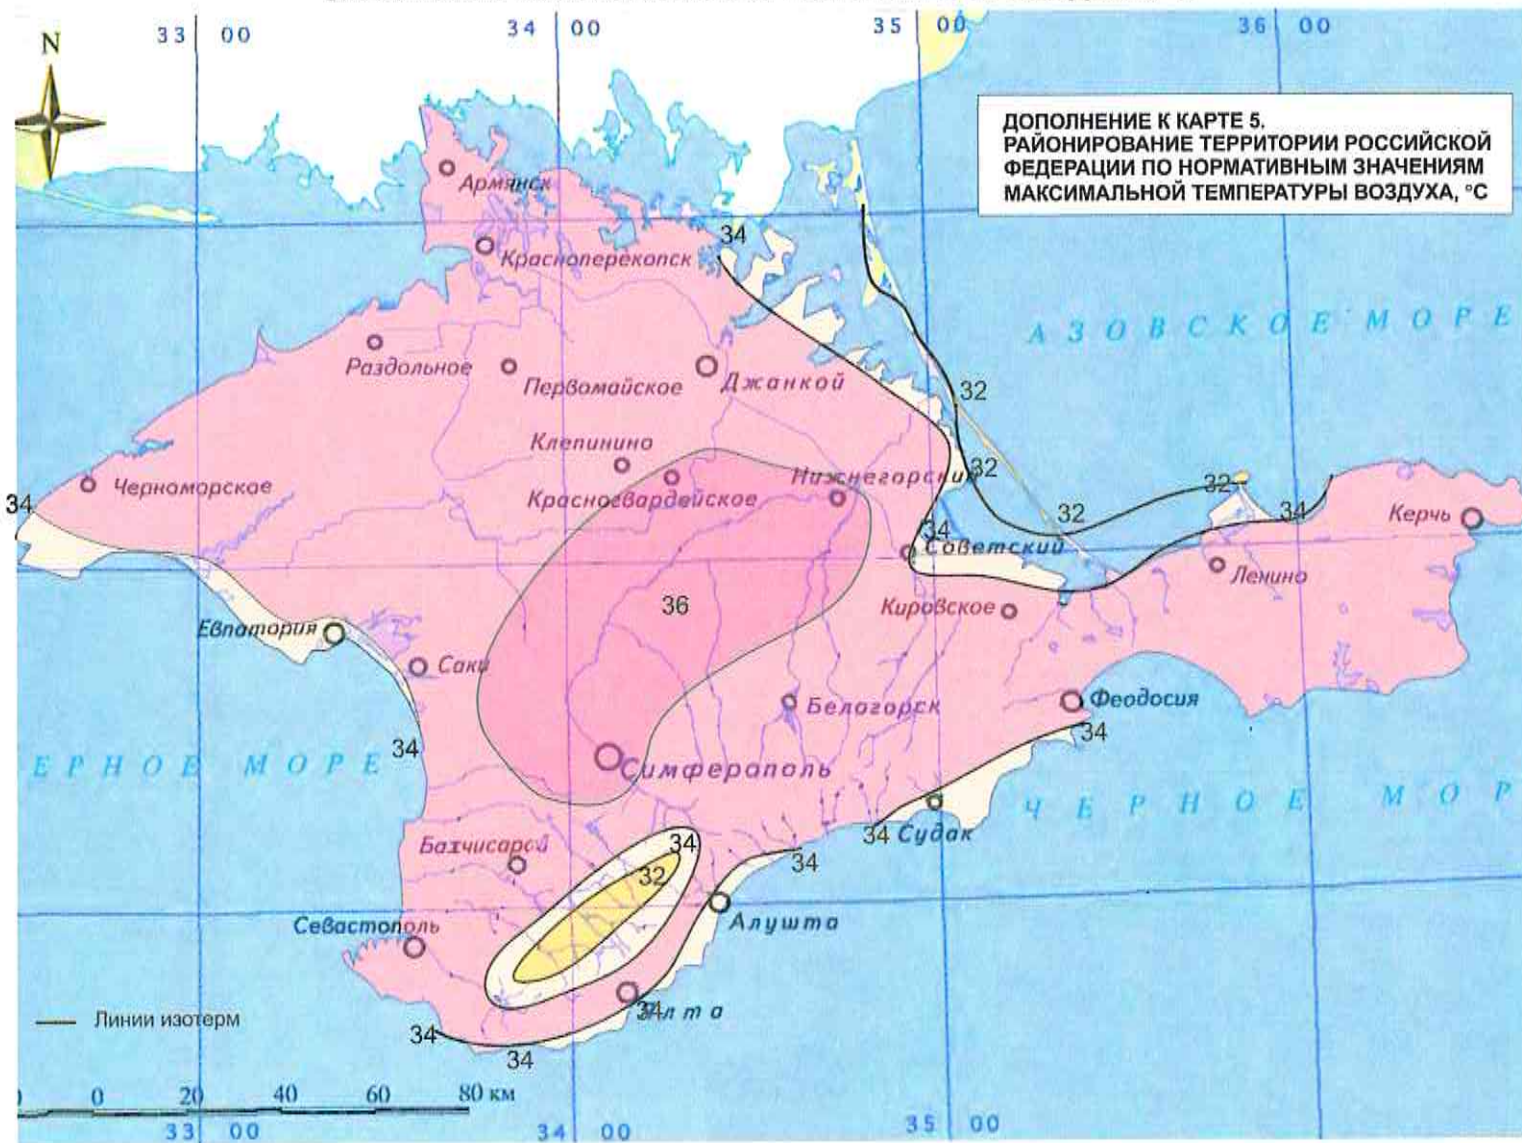 33 00
34 00
35 00
36 00
N
ДОПОЛНЕНИЕ К КАРТЕ 5.
РАЙОНИРОВАНИЕ ТЕРРИТОРИИ РОССИЙСКОЙ
ФЕДЕРАЦИИ ПО НОРМАТИВНЫМ ЗНАЧЕНИЯМ
МАКСИМАЛЬНОЙ ТЕМПЕРАТУРЫ ВОЗДУХА, °С
Армянск
34
Красноперекопск
АЗОВСКОЕ МОРЕ
Раздольное
Первомайское
Джанкой
32
Клепинино
Нижнегорский
32
Черноморское
Красногвардейское
32
34
32
34
Керчь
34
Советский
Ленино
36
Кировское
Евпатория
Саки
Белогорск
Феодосия
34
34
ЕРНОЕ МОРЕ
Симферополь
ЧЕРНОЕ МОР
34
Судак
Бахчисарай
34
34
32
Севастополь
Алушта
34
Ялта
Линии изотерм
34
34
0 20 40 60 80 км
33 00
34 00
35 00